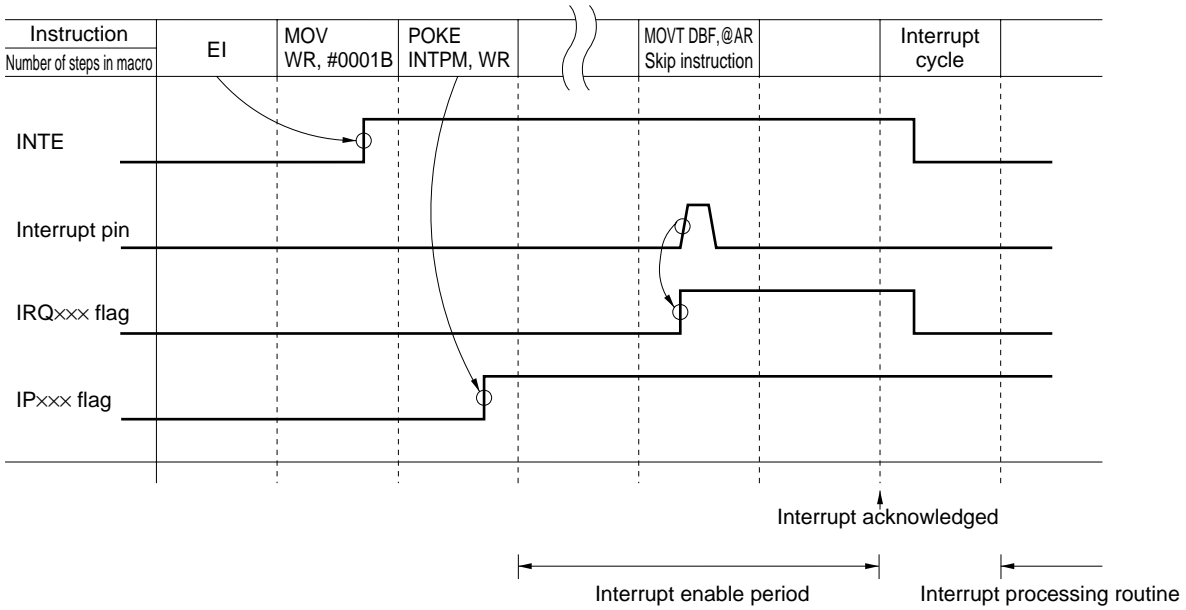 Instruction
Number of steps in macro
EI
MOV
WR, #0001B
POKE
INTPM, WR
MOVT DBF,@AR
Skip instruction
Interrupt
cycle
INTE
Interrupt pin
IRQ××× flag
IP××× flag
Interrupt acknowledged
Interrupt enable period
Interrupt processing routine